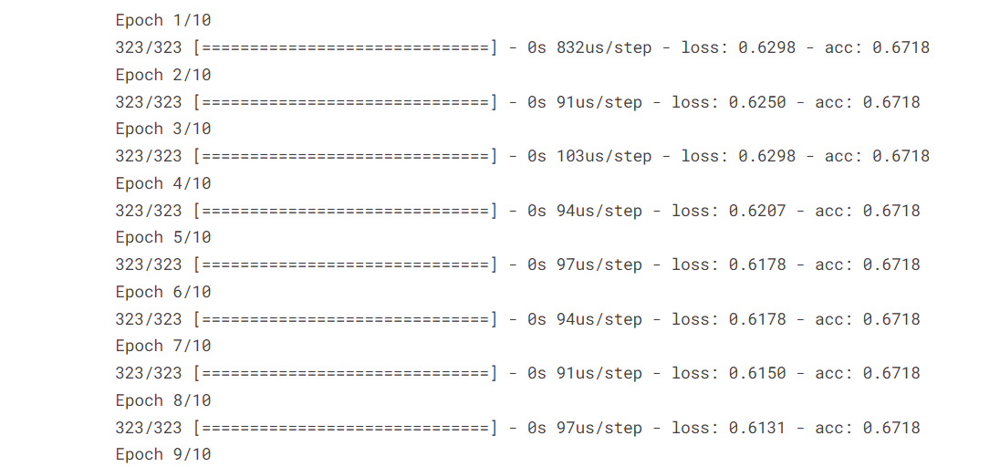 Epoch 1/10
323/323 [==============================] - 0s 832us/step - loss: 0.6298 - acc: 0.6718
Epoch 2/10
323/323 [==============================] - 0s 91us/step - loss: 0.6250 - acc: 0.6718
Epoch 3/10
323/323 [==============================] - 0s 103us/step - loss: 0.6298 - acc: 0.6718
Epoch 4/10
323/323 [==============================] - 0s 94us/step - loss: 0.6207 - acc: 0.6718
Epoch 5/10
323/323 [==============================] - 0s 97us/step - loss: 0.6178 - acc: 0.6718
Epoch 6/10
323/323 [==============================] - 0s 94us/step - loss: 0.6178 - acc: 0.6718
Epoch 7/10
323/323 [==============================] - 0s 91us/step - loss: 0.6150 - acc: 0.6718
Epoch 8/10
323/323 [==============================] - 0s 97us/step - loss: 0.6131 - acc: 0.6718
Epoch 9/10